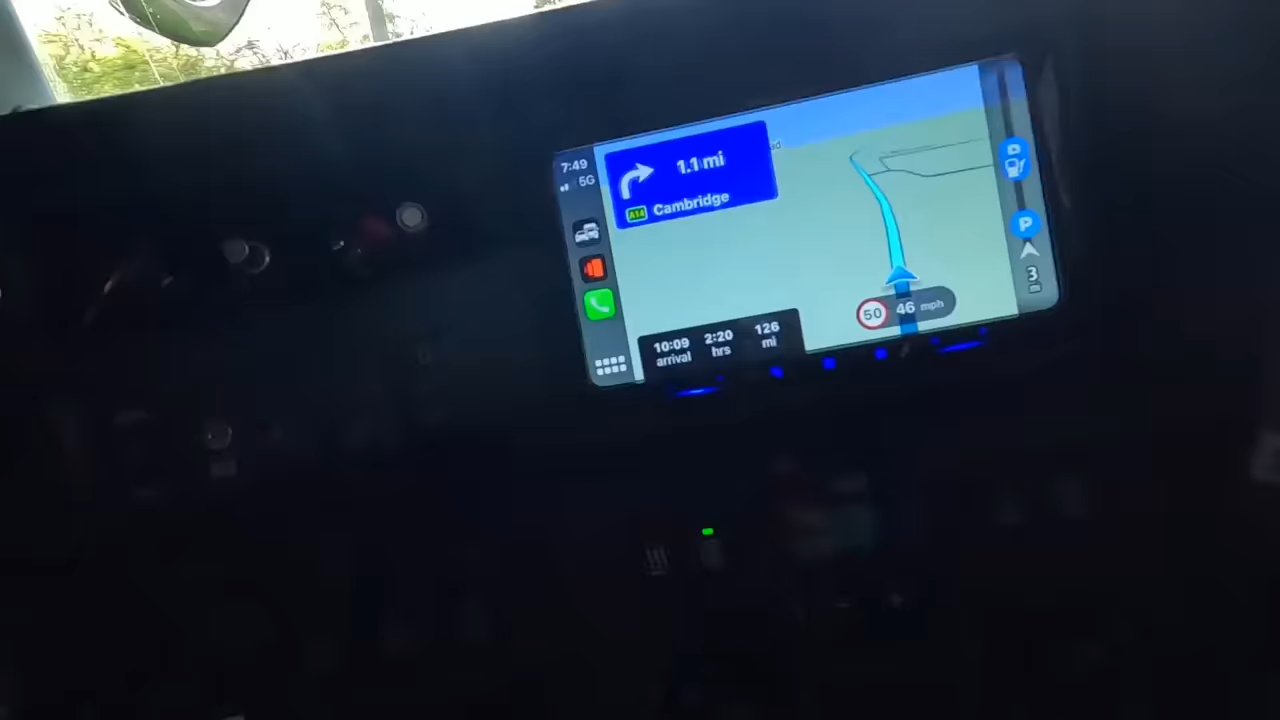 7:49
5G
1.1 mi
A14 Cambridge
50 46 mph
10:09 2:20 126
arrival hrs mi
P
3